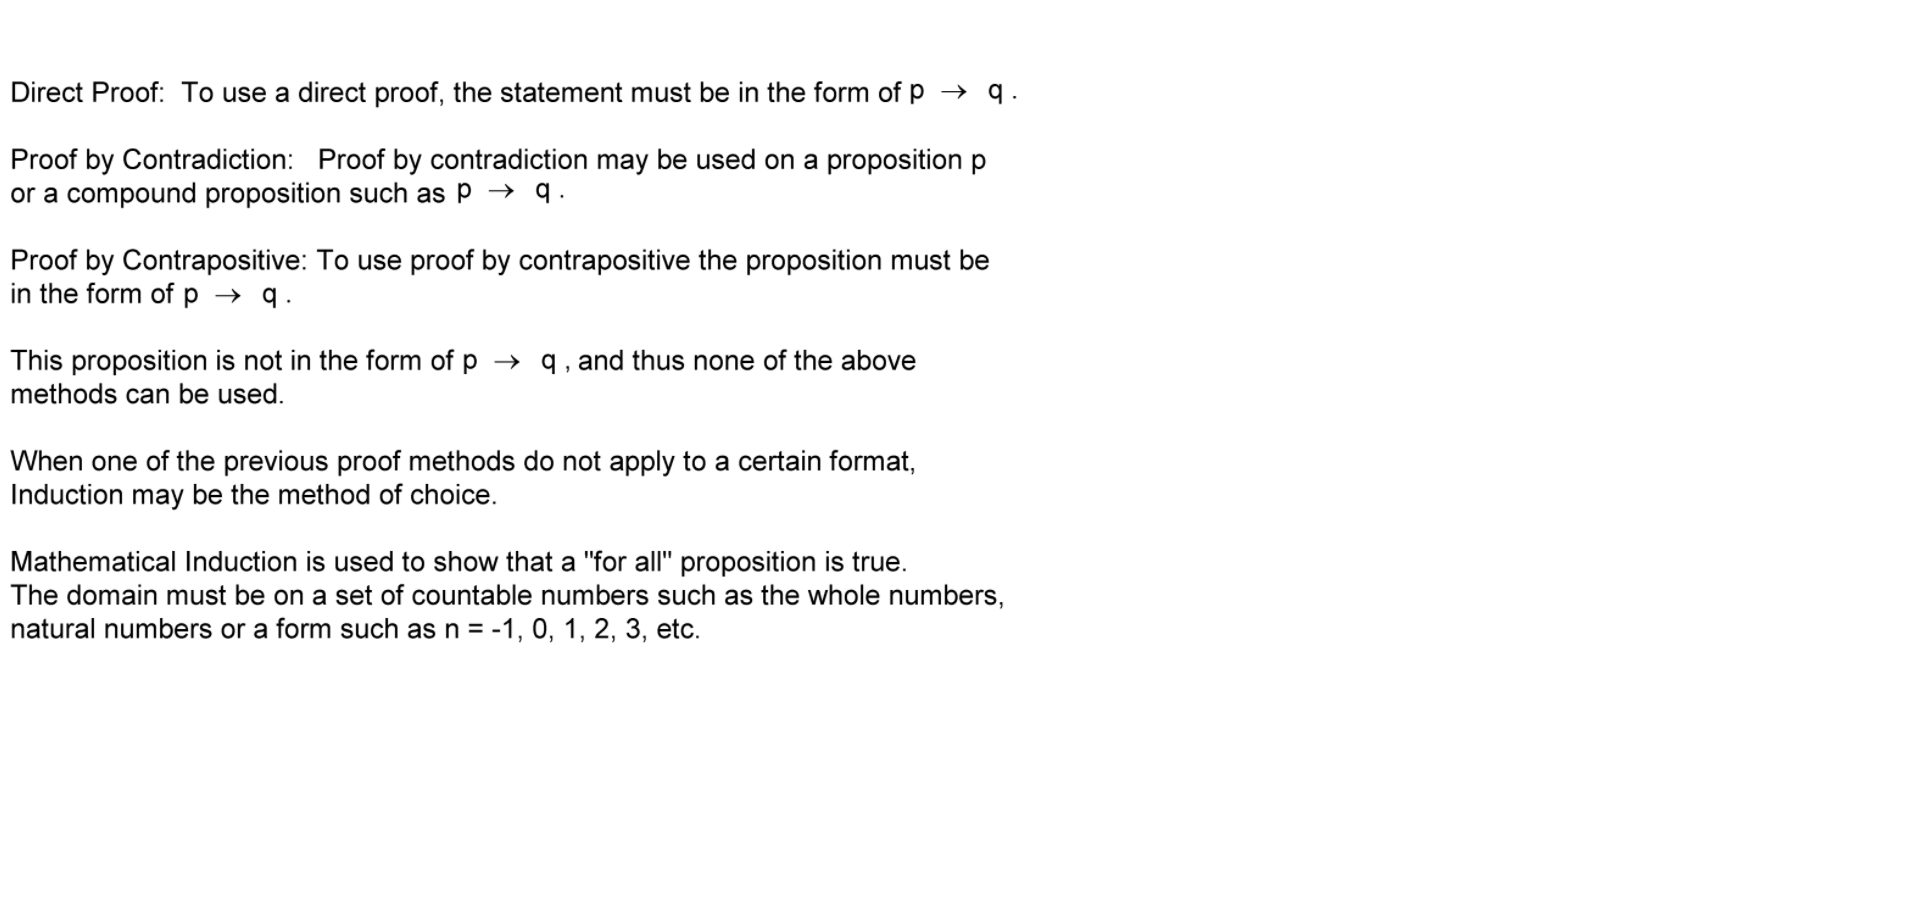 Direct Proof:  To use a direct proof, the statement must be in the form of p → q .
Proof by Contradiction:   Proof by contradiction may be used on a proposition p
or a compound proposition such as p → q .
Proof by Contrapositive: To use proof by contrapositive the proposition must be
in the form of p → q .
This proposition is not in the form of p → q , and thus none of the above
methods can be used.
When one of the previous proof methods do not apply to a certain format,
Induction may be the method of choice.
Mathematical Induction is used to show that a "for all" proposition is true.
The domain must be on a set of countable numbers such as the whole numbers,
natural numbers or a form such as n = -1, 0, 1, 2, 3, etc.